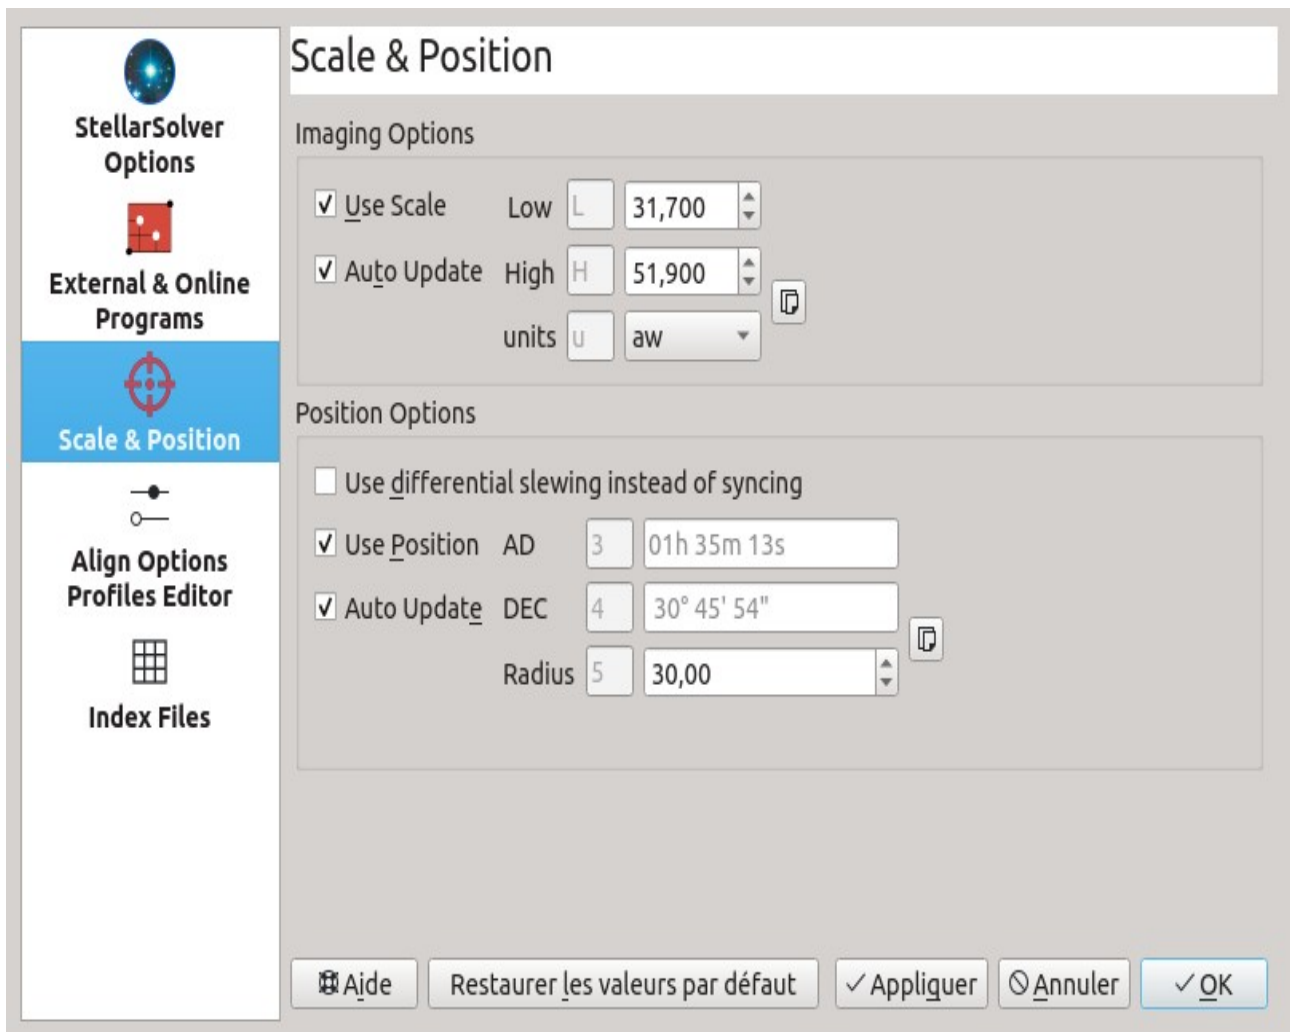 StellarSolver
Options
External & Online
Programs
Scale & Position
Align Options
Profiles Editor
Index Files
Scale & Position
Imaging Options
Use Scale Low L 31,700
Auto Update High H 51,900
units u aw
Position Options
Use differential slewing instead of syncing
Use Position AD 3 01h 35m 13s
Auto Update DEC 4 30° 45' 54"
Radius 5 30,00
Aide Restaurer les valeurs par défaut Appliquer Annuler OK